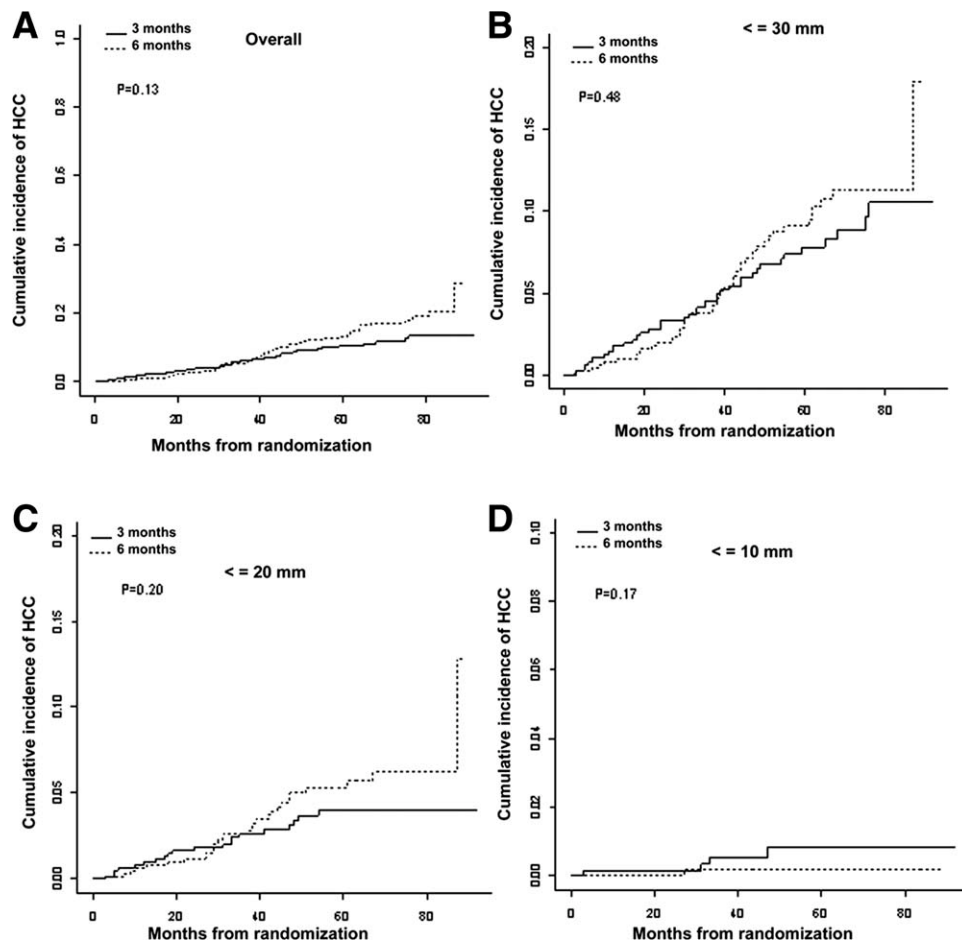 A
3 months
6 months
Overall
P=0.13
Cumulative incidence of HCC
1.0
0.8
0.6
0.4
0.2
0.0
0
20
40
60
80
Months from randomization
B
3 months
6 months
< = 30 mm
P=0.48
Cumulative incidence of HCC
0.20
0.15
0.10
0.05
0.00
0
20
40
60
80
Months from randomization
C
3 months
6 months
< = 20 mm
P=0.20
Cumulative incidence of HCC
0.20
0.15
0.10
0.05
0.00
0
20
40
60
80
Months from randomization
D
3 months
6 months
< = 10 mm
P=0.17
Cumulative incidence of HCC
0.10
0.08
0.06
0.04
0.02
0.00
0
20
40
60
80
Months from randomization